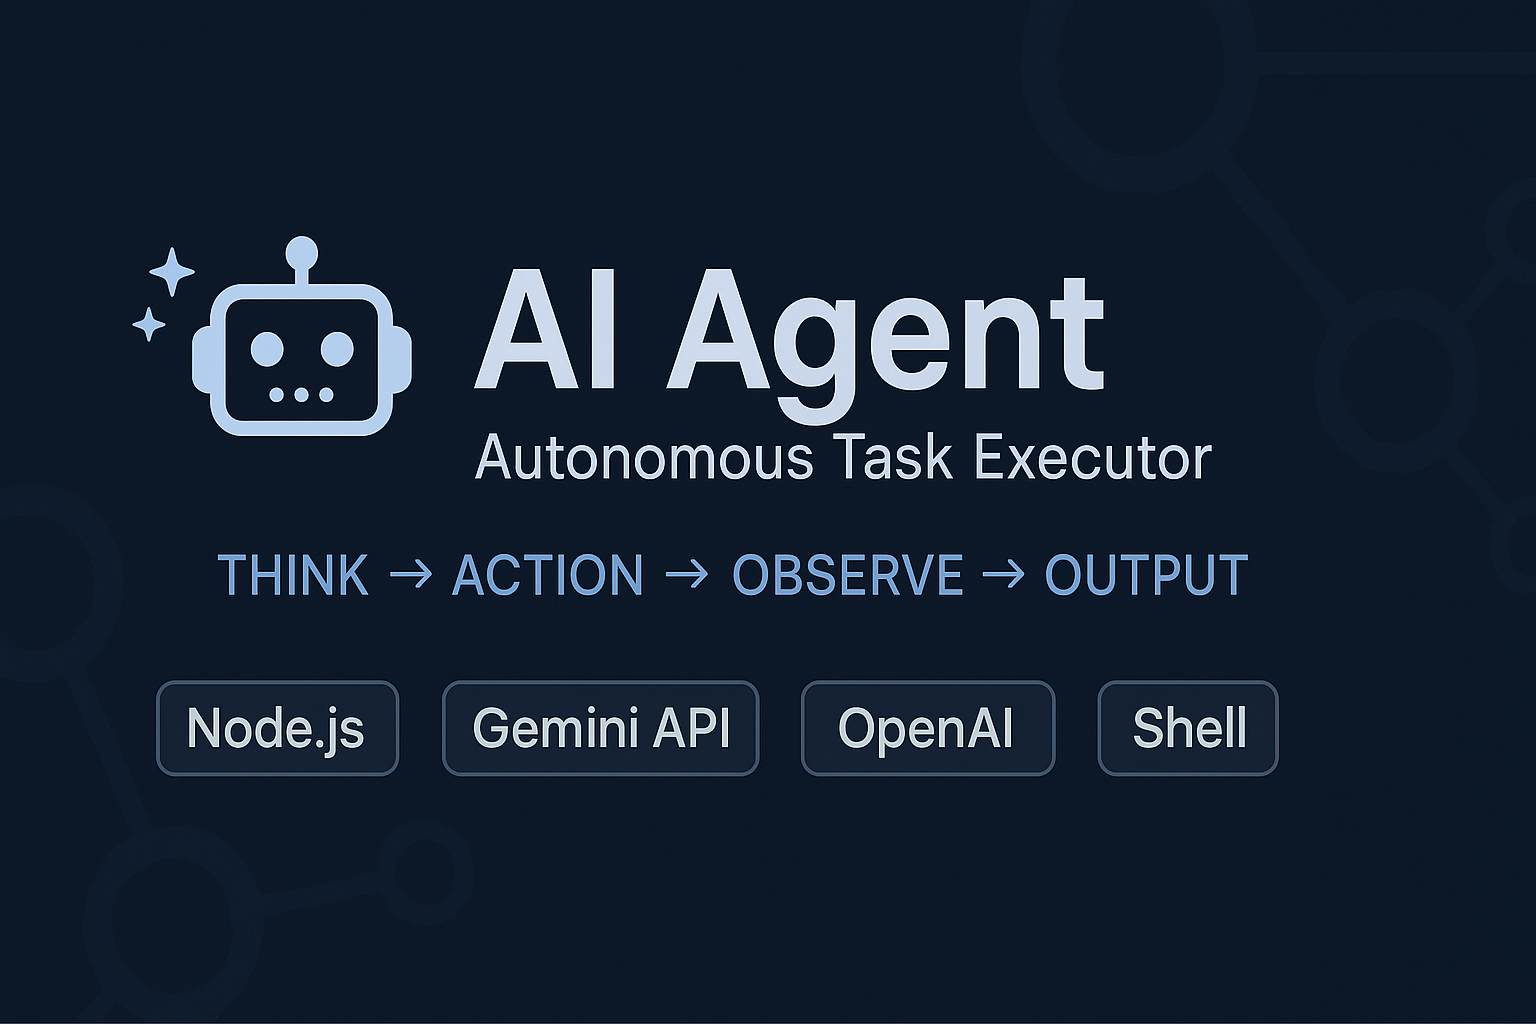 AI Agent
Autonomous Task Executor
THINK → ACTION → OBSERVE → OUTPUT
Node.js
Gemini API
OpenAI
Shell